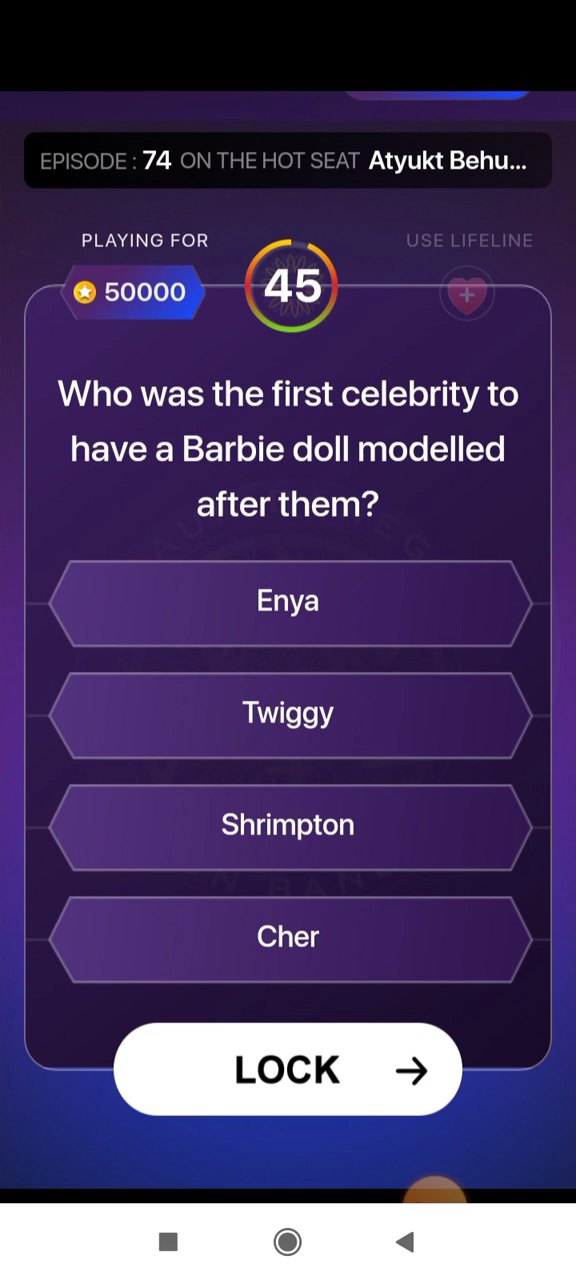 EPISODE : 74 ON THE HOT SEAT Atyukt Behu...
PLAYING FOR
USE LIFELINE
50000
45
Who was the first celebrity to
have a Barbie doll modelled
after them?
Enya
Twiggy
Shrimpton
Cher
LOCK